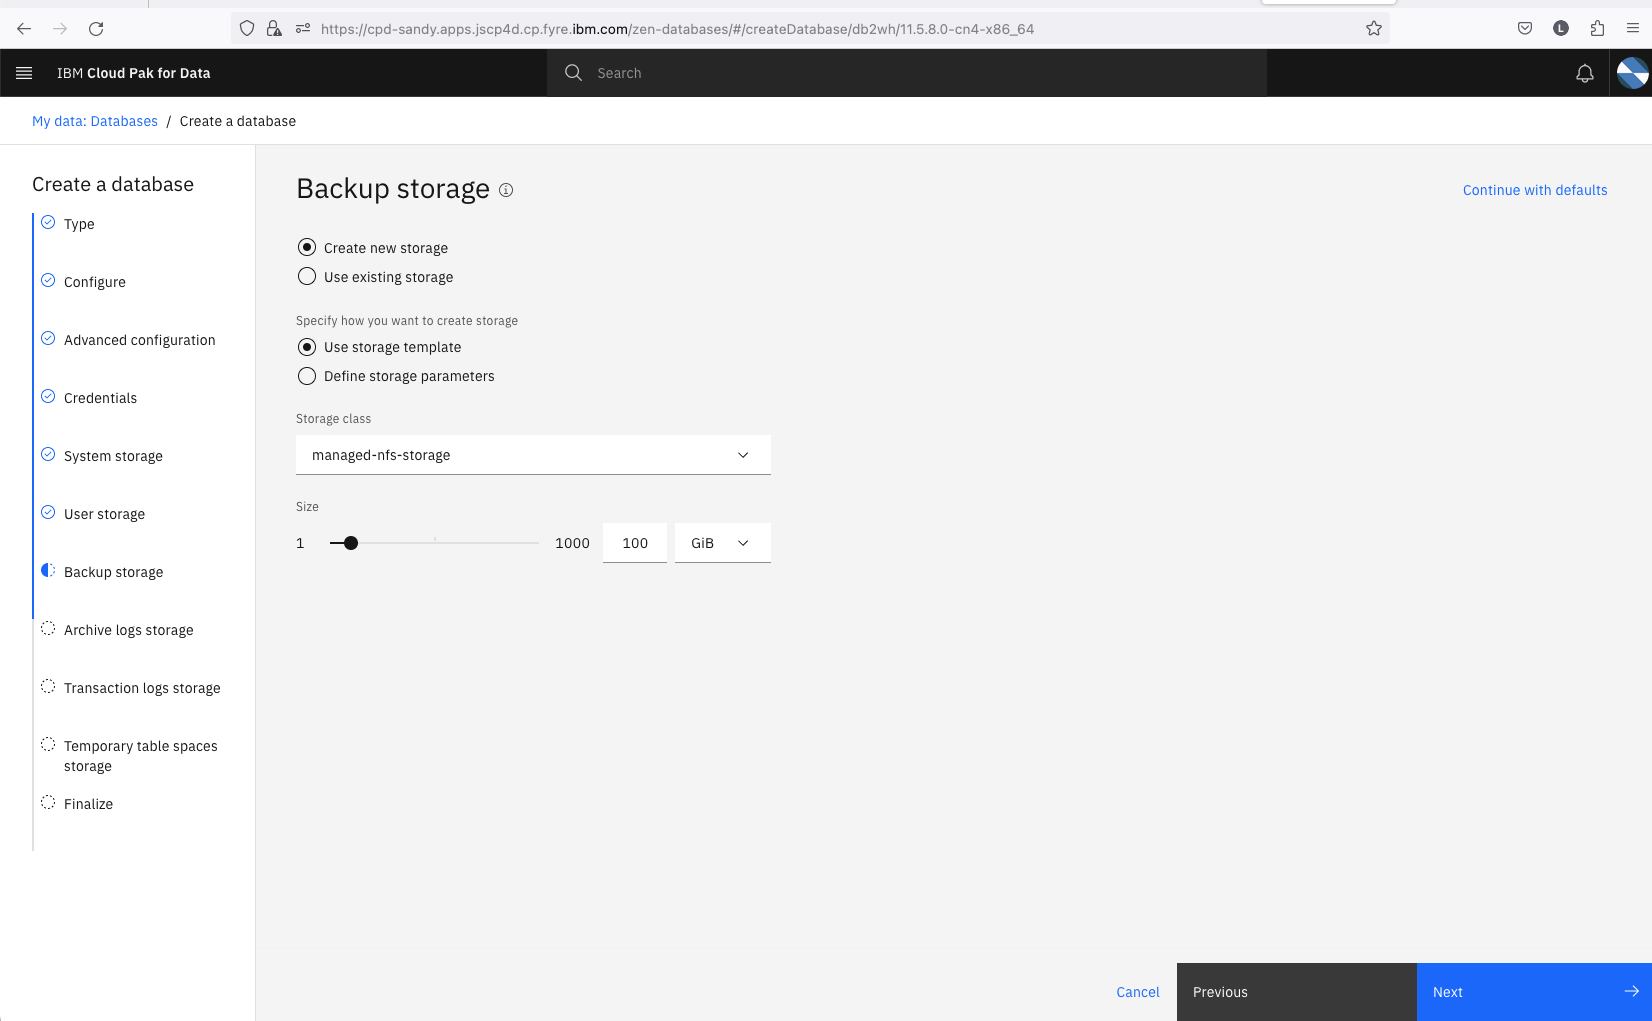 https://cpd-sandy.apps.jscp4d.cp.fyre.ibm.com/zen-databases/#/createDatabase/db2wh/11.5.8.0-cn4-x86_64
L
IBM Cloud Pak for Data
Search
My data: Databases / Create a database
Create a database
Type
Configure
Advanced configuration
Credentials
System storage
User storage
Backup storage
Archive logs storage
Transaction logs storage
Temporary table spaces
storage
Finalize
Backup storage
Continue with defaults
Create new storage
Use existing storage
Specify how you want to create storage
Use storage template
Define storage parameters
Storage class
managed-nfs-storage
Size
1 1000 100 GiB
Cancel Previous Next